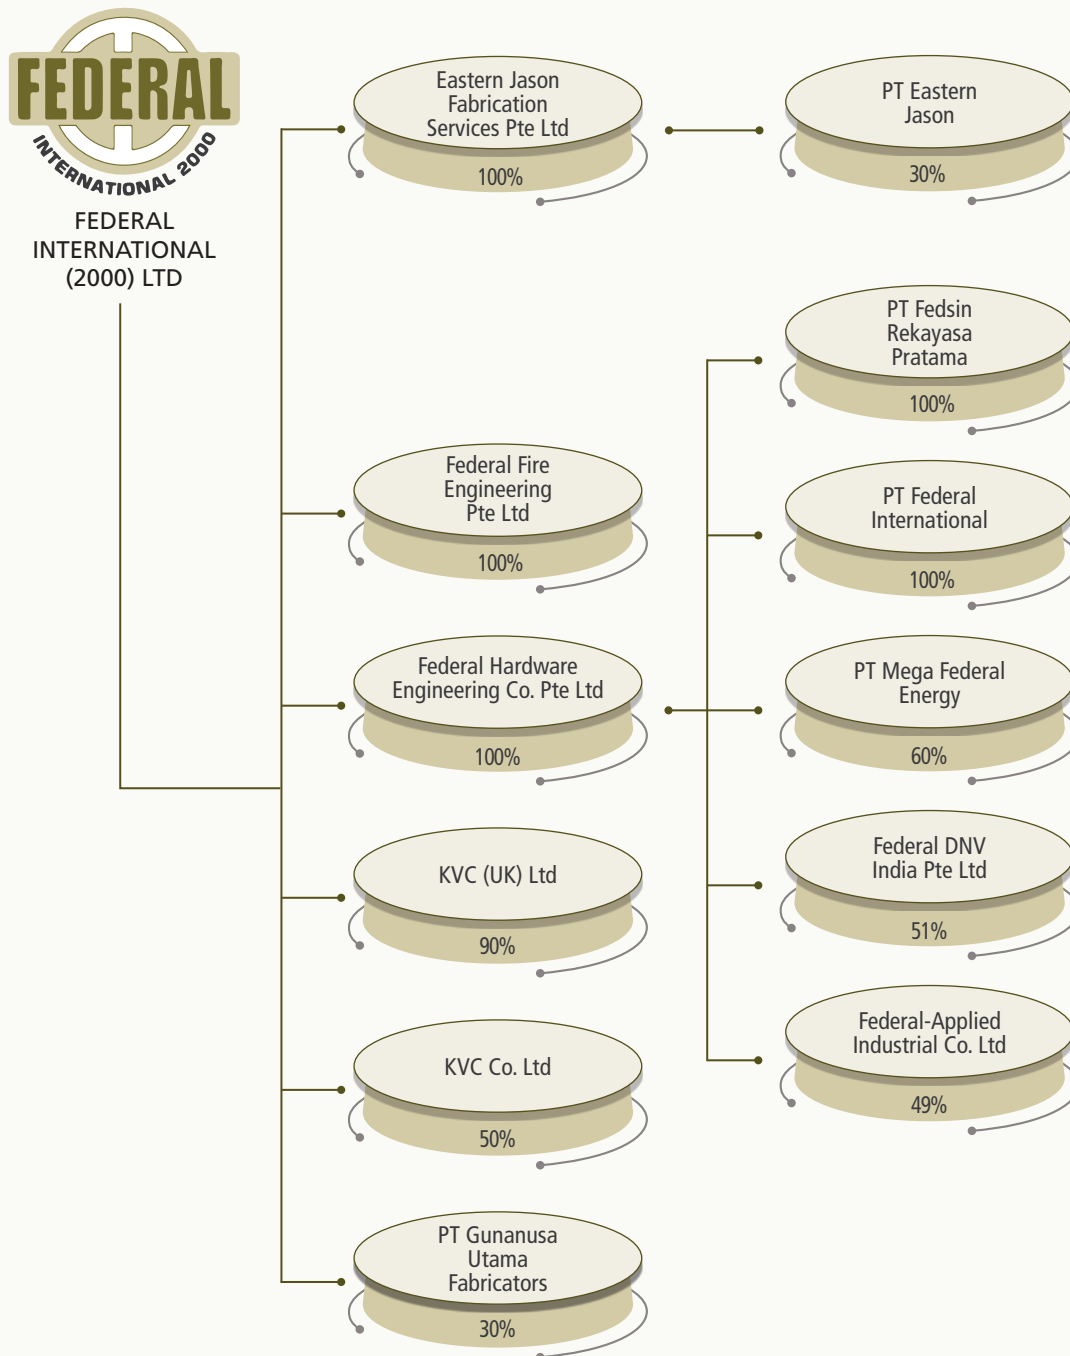 FEDERAL
INTERNATIONAL 2000
FEDERAL
INTERNATIONAL
(2000) LTD
Eastern Jason
Fabrication
Services Pte Ltd
100%
PT Eastern
Jason
30%
PT Fedsin
Rekayasa
Pratama
100%
Federal Fire
Engineering
Pte Ltd
100%
PT Federal
International
100%
Federal Hardware
Engineering Co. Pte Ltd
100%
PT Mega Federal
Energy
60%
KVC (UK) Ltd
90%
Federal DNV
India Pte Ltd
51%
KVC Co. Ltd
50%
Federal-Applied
Industrial Co. Ltd
49%
PT Gunanusa
Utama
Fabricators
30%